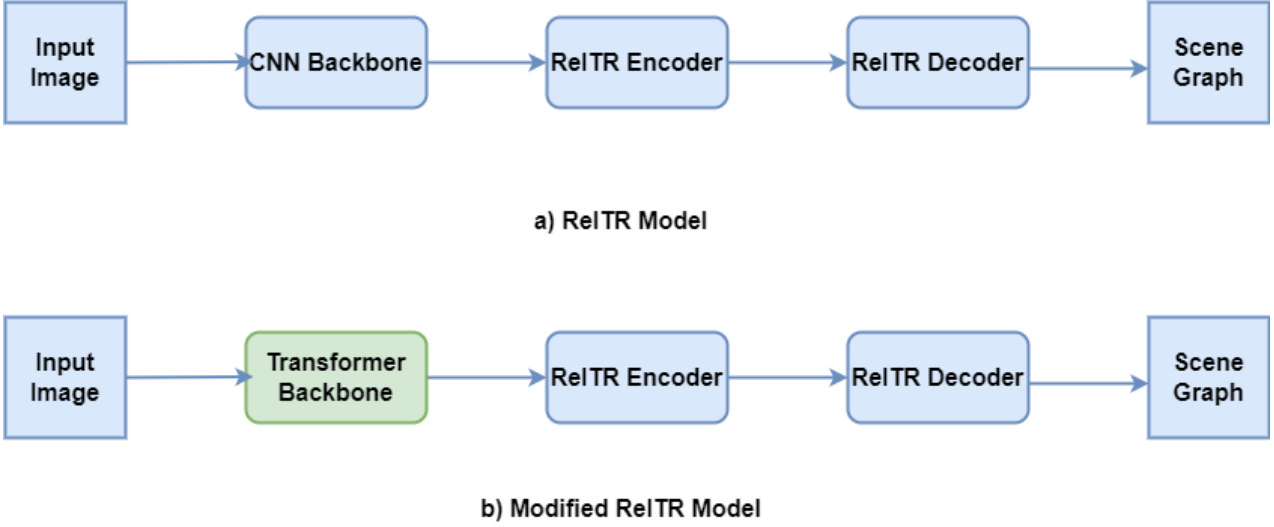 Input
Image
CNN Backbone
RelTR Encoder
RelTR Decoder
Scene
Graph
a) RelTR Model
Input
Image
Transformer
Backbone
RelTR Encoder
RelTR Decoder
Scene
Graph
b) Modified RelTR Model